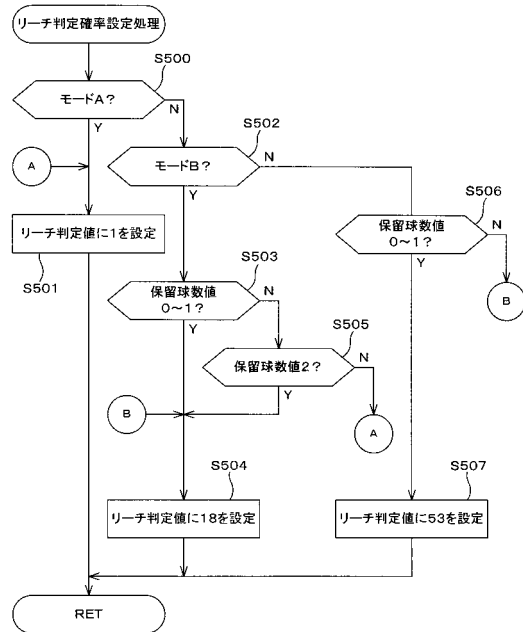 リーチ判定確率設定処理
S500
モードA?
N
Y
S502
A
モードB?
N
Y
S506
リーチ判定値に1を設定
保留球数値
0～1?
N
Y
S501
S503
保留球数値
0～1?
N
Y
B
S505
保留球数値2?
N
Y
B
A
S504
S507
リーチ判定値に18を設定
リーチ判定値に53を設定
RET